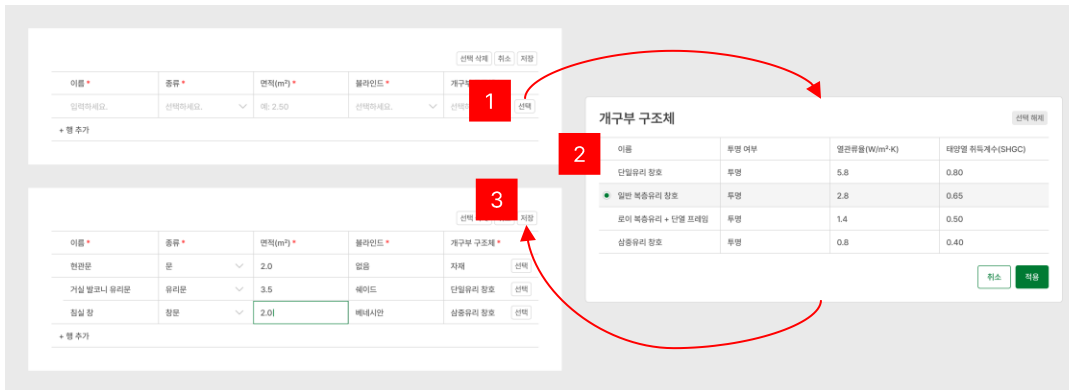 선택 삭제 취소 저장
이름 * 종류 * 면적(m²) * 블라인드 * 개구부
입력하세요. 선택하세요. 예: 2.50 선택하세요. 선택
1
+ 행 추가
개구부 구조체 선택 해제
2
이름 투명 여부 열관류율(W/m²·K) 태양열 취득계수(SHGC)
단일유리 창호 투명 5.8 0.80
일반 복층유리 창호 투명 2.8 0.65
로이 복층유리 + 단열 프레임 투명 1.4 0.50
삼중유리 창호 투명 0.8 0.40
취소 적용
3
선택 저장
이름 * 종류 * 면적(m²) * 블라인드 * 개구부 구조체 *
현관문 문 2.0 없음 자재 선택
거실 발코니 유리문 유리문 3.5 쉐이드 단일유리 창호 선택
침실 창 창문 2.0 베네시안 삼중유리 창호 선택
+ 행 추가